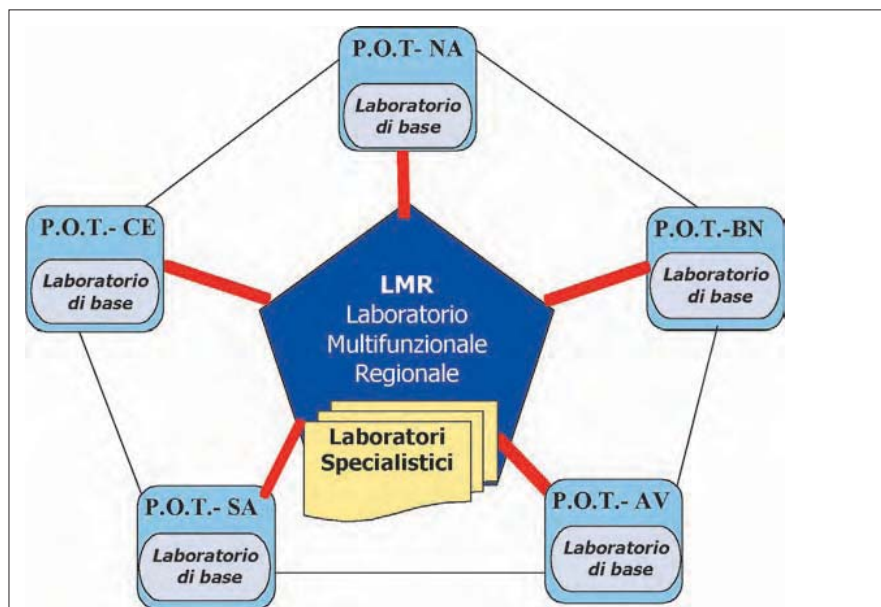 P.O.T- NA
Laboratorio
di base
P.O.T.- CE
Laboratorio
di base
P.O.T.-BN
Laboratorio
di base
LMR
Laboratorio
Multifunzionale
Regionale
Laboratori
Specialistici
P.O.T.- SA
Laboratorio
di base
P.O.T.- AV
Laboratorio
di base